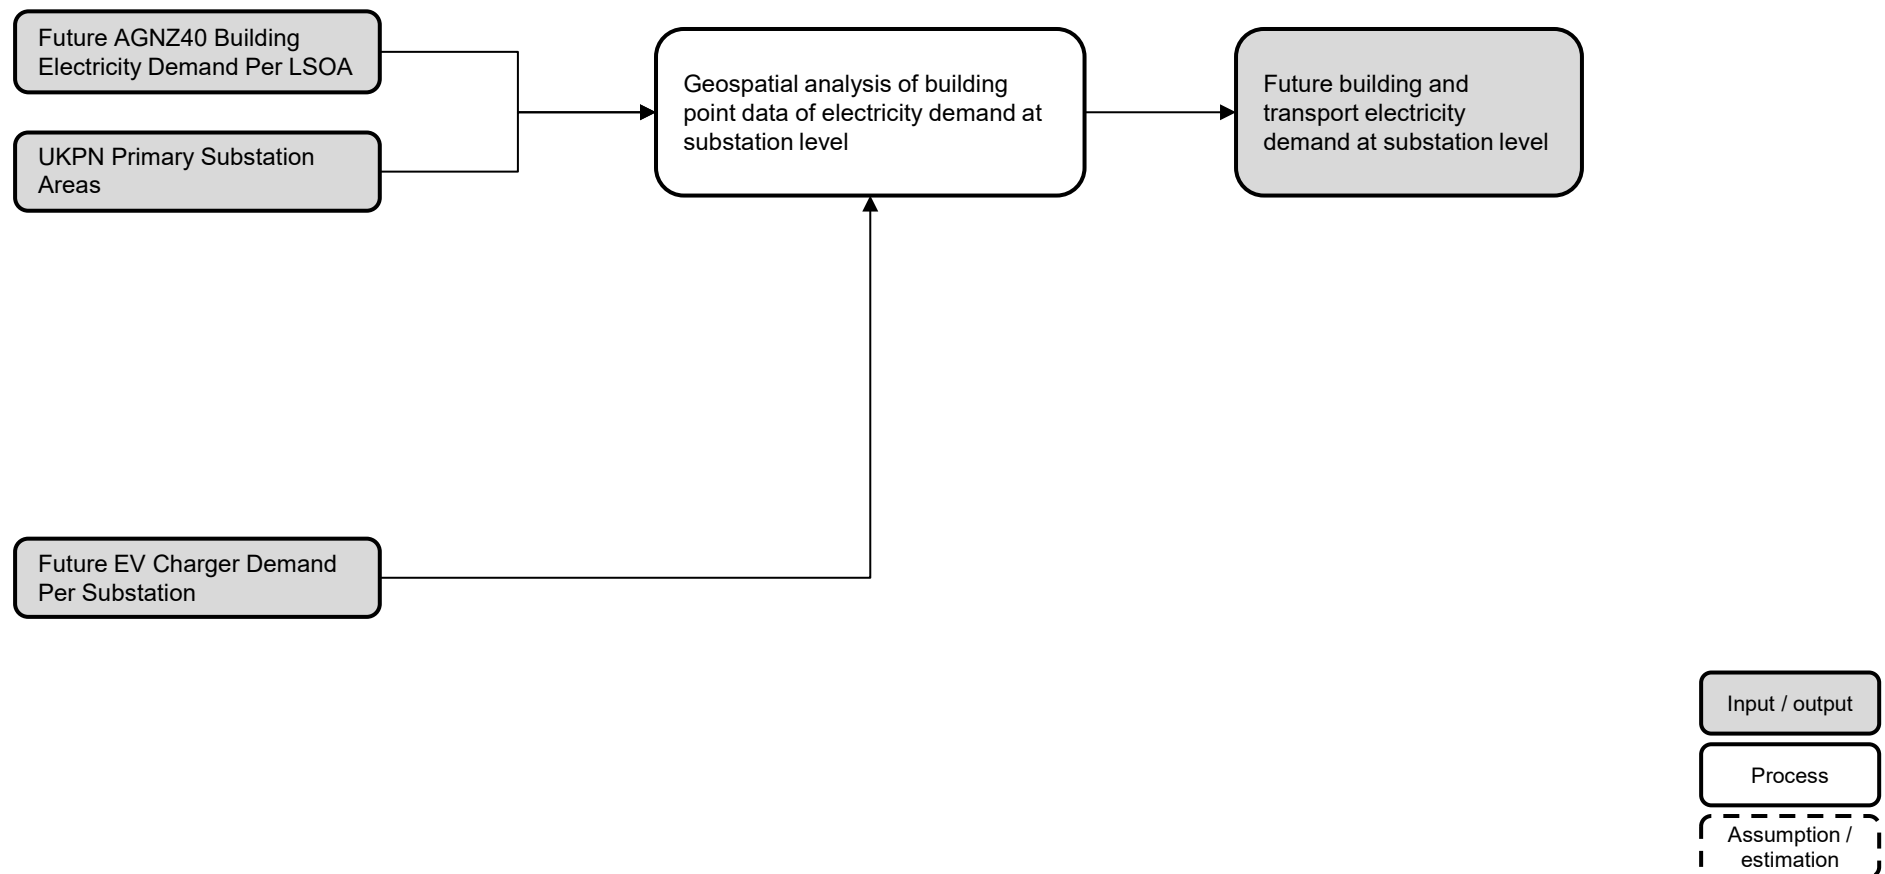 Future AGNZ40 Building
Electricity Demand Per LSOA
UKPN Primary Substation
Areas
Geospatial analysis of building
point data of electricity demand at
substation level
Future building and
transport electricity
demand at substation level
Future EV Charger Demand
Per Substation
Input / output
Process
Assumption /
estimation